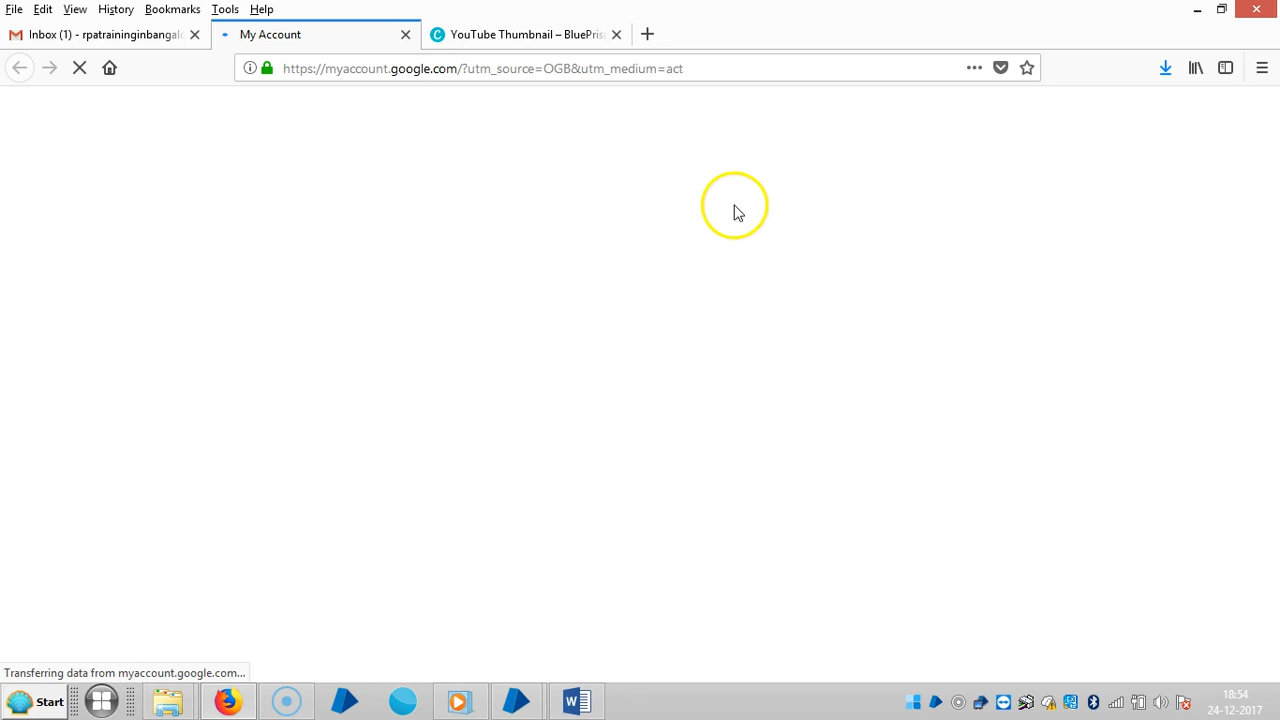 File Edit View History Bookmarks Tools Help
Inbox (1) - rpatraininginbangal
My Account
YouTube Thumbnail – BluePris
https://myaccount.google.com/?utm_source=OGB&utm_medium=act
Transferring data from myaccount.google.com...
Start
18:54
24-12-2017